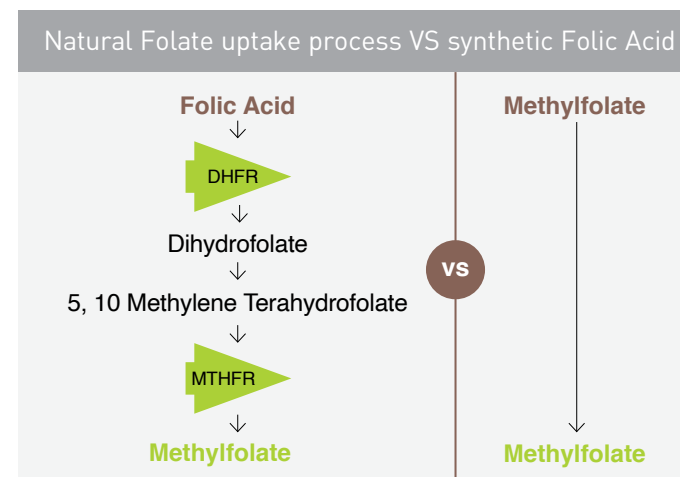 Natural Folate uptake process VS synthetic Folic Acid
Folic Acid
DHFR
Dihydrofolate
5, 10 Methylene Terahydrofolate
MTHFR
Methylfolate
vs
Methylfolate
Methylfolate